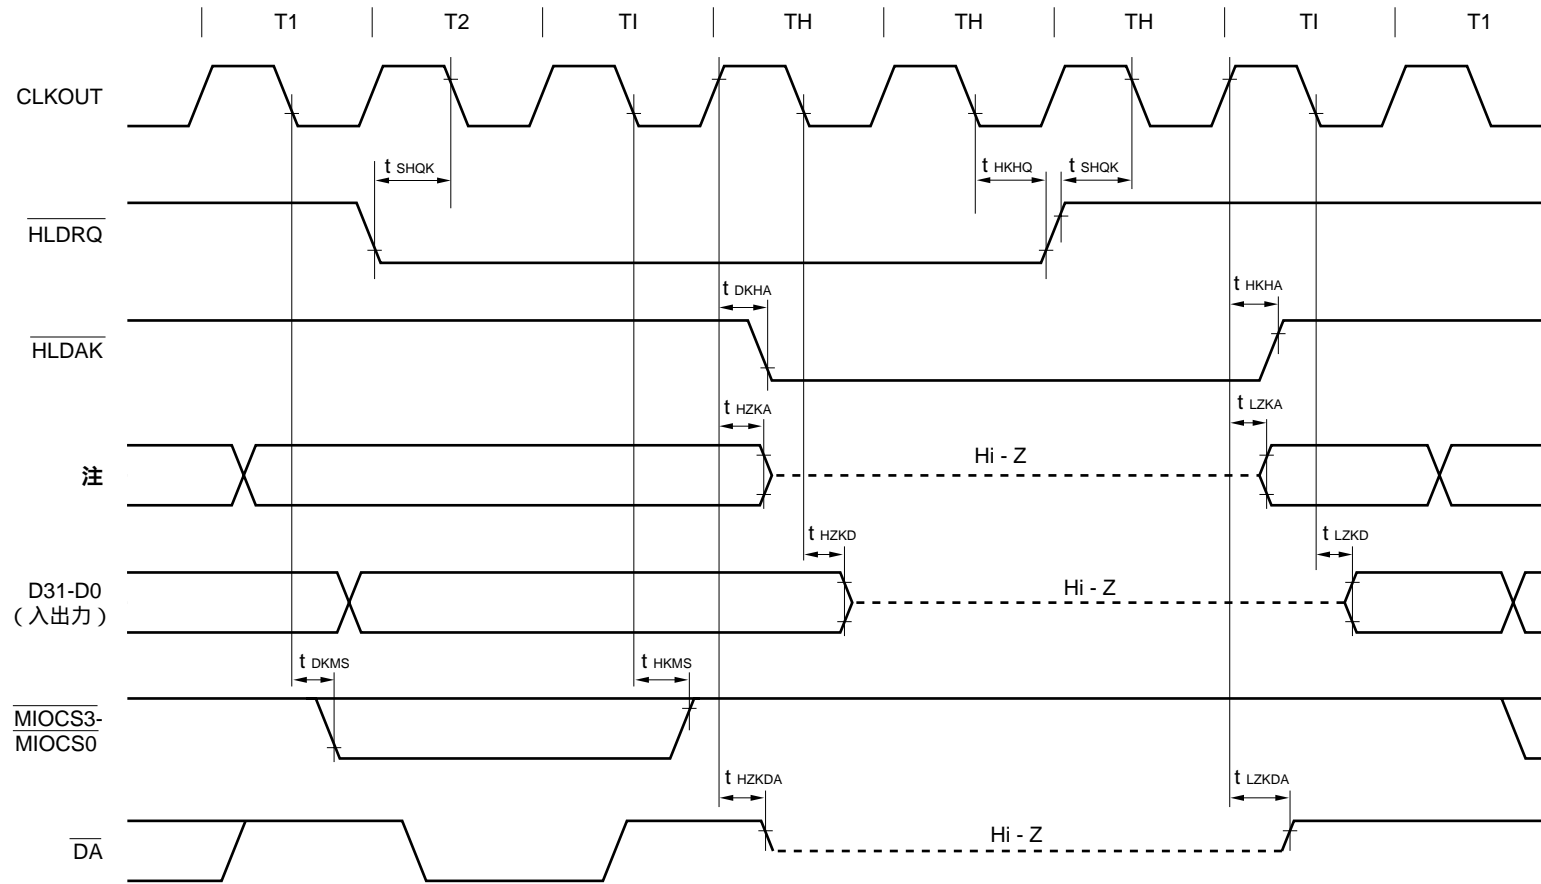 T1 T2 TI TH TH TH TI T1
CLKOUT
t SHQK t HKHQ t SHQK
HLDRQ
t DKHA t HKHA
HLDAK
t HZKA t LZKA
注 Hi - Z
t HZKD t LZKD
D31-D0 Hi - Z
(入出力)
t DKMS t HKMS
MIOCS3-
MIOCS0
t HZKDA t LZKDA
DA Hi - Z